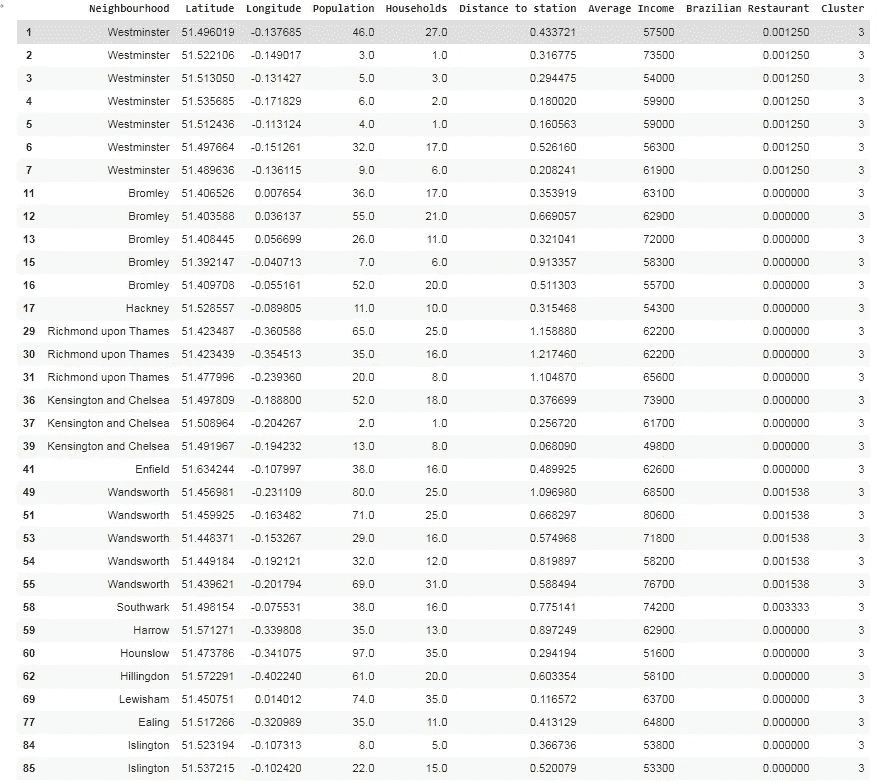 Neighbourhood Latitude Longitude Population Households Distance to station Average Income Brazilian Restaurant Cluster
1 Westminster 51.496019 -0.137685 46.0 27.0 0.433721 57500 0.001250 3
2 Westminster 51.522106 -0.149017 3.0 1.0 0.316775 73500 0.001250 3
3 Westminster 51.513050 -0.131427 5.0 3.0 0.294475 54000 0.001250 3
4 Westminster 51.535685 -0.171829 6.0 2.0 0.180020 59900 0.001250 3
5 Westminster 51.512436 -0.113124 4.0 1.0 0.160563 59000 0.001250 3
6 Westminster 51.497664 -0.151261 32.0 17.0 0.526160 56300 0.001250 3
7 Westminster 51.489636 -0.136115 9.0 6.0 0.208241 61900 0.001250 3
11 Bromley 51.406526 0.007654 36.0 17.0 0.353919 63100 0.000000 3
12 Bromley 51.403588 0.036137 55.0 21.0 0.669057 62900 0.000000 3
13 Bromley 51.408445 0.056699 26.0 11.0 0.321041 72000 0.000000 3
15 Bromley 51.392147 -0.040713 7.0 6.0 0.913357 58300 0.000000 3
16 Bromley 51.409708 -0.055161 52.0 20.0 0.511303 55700 0.000000 3
17 Hackney 51.528557 -0.089805 11.0 10.0 0.315468 54300 0.000000 3
29 Richmond upon Thames 51.423487 -0.360588 65.0 25.0 1.158880 62200 0.000000 3
30 Richmond upon Thames 51.423439 -0.354513 35.0 16.0 1.217460 62200 0.000000 3
31 Richmond upon Thames 51.477996 -0.239360 20.0 8.0 1.104870 65600 0.000000 3
36 Kensington and Chelsea 51.497809 -0.188800 52.0 18.0 0.376699 73900 0.000000 3
37 Kensington and Chelsea 51.508964 -0.204267 2.0 1.0 0.256720 61700 0.000000 3
39 Kensington and Chelsea 51.491967 -0.194232 13.0 8.0 0.068090 49800 0.000000 3
41 Enfield 51.634244 -0.107997 38.0 16.0 0.489925 62600 0.000000 3
49 Wandsworth 51.456981 -0.231109 80.0 25.0 1.096980 68500 0.001538 3
51 Wandsworth 51.459925 -0.163482 71.0 25.0 0.668297 80600 0.001538 3
53 Wandsworth 51.448371 -0.153267 29.0 16.0 0.574968 71800 0.001538 3
54 Wandsworth 51.449184 -0.192121 32.0 12.0 0.819897 58200 0.001538 3
55 Wandsworth 51.439621 -0.201794 69.0 31.0 0.588494 76700 0.001538 3
58 Southwark 51.498154 -0.075531 38.0 16.0 0.775141 74200 0.003333 3
59 Harrow 51.571271 -0.339808 35.0 13.0 0.897249 62900 0.000000 3
60 Hounslow 51.473786 -0.341075 97.0 35.0 0.294194 51600 0.000000 3
62 Hillingdon 51.572291 -0.402240 61.0 20.0 0.603354 58100 0.000000 3
69 Lewisham 51.450751 0.014012 74.0 35.0 0.116572 63700 0.000000 3
77 Ealing 51.517266 -0.320989 35.0 11.0 0.413129 64800 0.000000 3
84 Islington 51.523194 -0.107313 8.0 5.0 0.366736 53800 0.000000 3
85 Islington 51.537215 -0.102420 22.0 15.0 0.520079 53300 0.000000 3